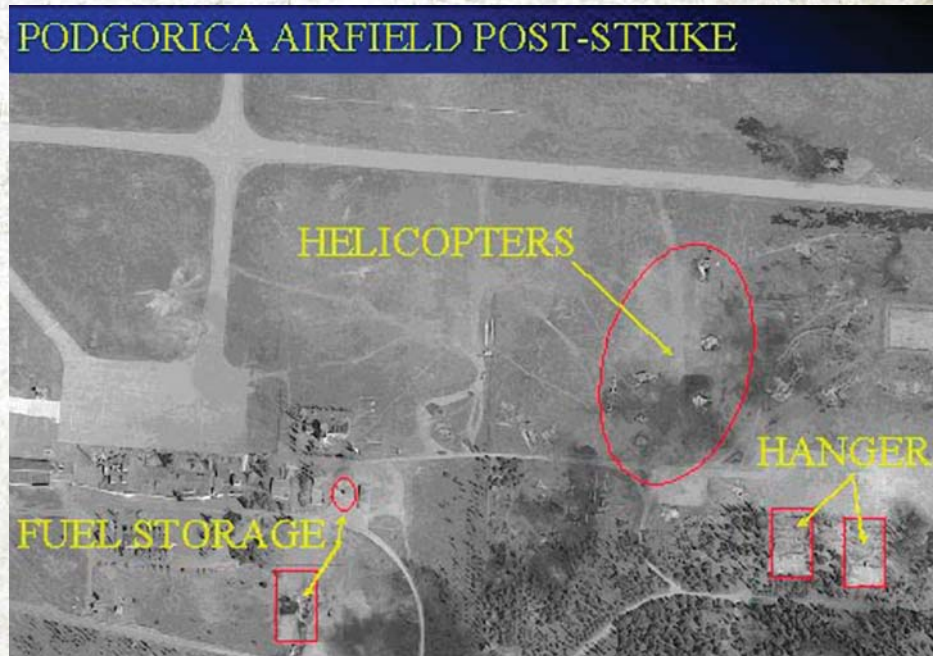 PODGORICA AIRFIELD POST-STRIKE
HELICOPTERS
HANGER
FUEL STORAGE